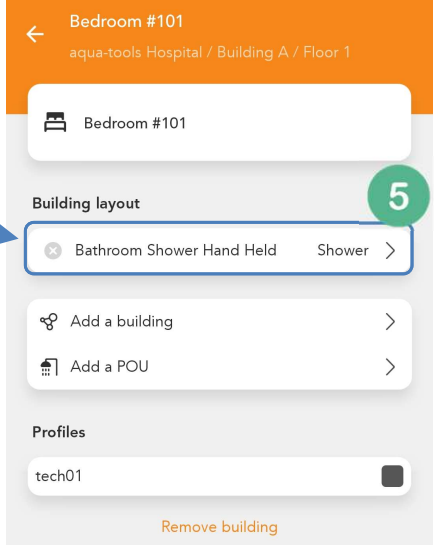 Bedroom #101
aqua-tools Hospital / Building A / Floor 1
Bedroom #101
Building layout
5
Bathroom Shower Hand Held Shower
Add a building
Add a POU
Profiles
tech01
Remove building